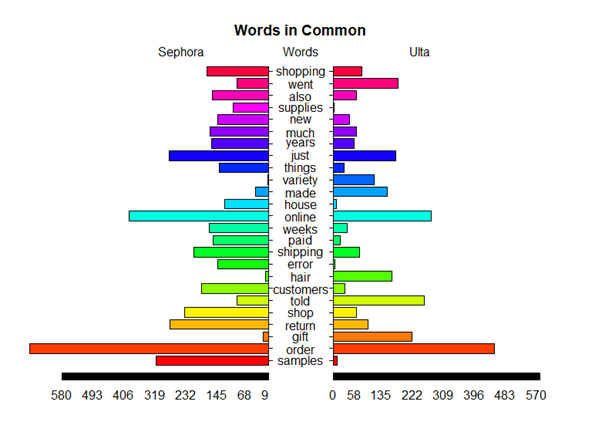 Words in Common
Sephora Words Ulta
shopping
went
also
supplies
new
much
years
just
things
variety
made
house
online
weeks
paid
shipping
error
hair
customers
told
shop
return
gift
order
samples
580 493 406 319 232 145 68 9 0 58 135 222 309 396 483 570